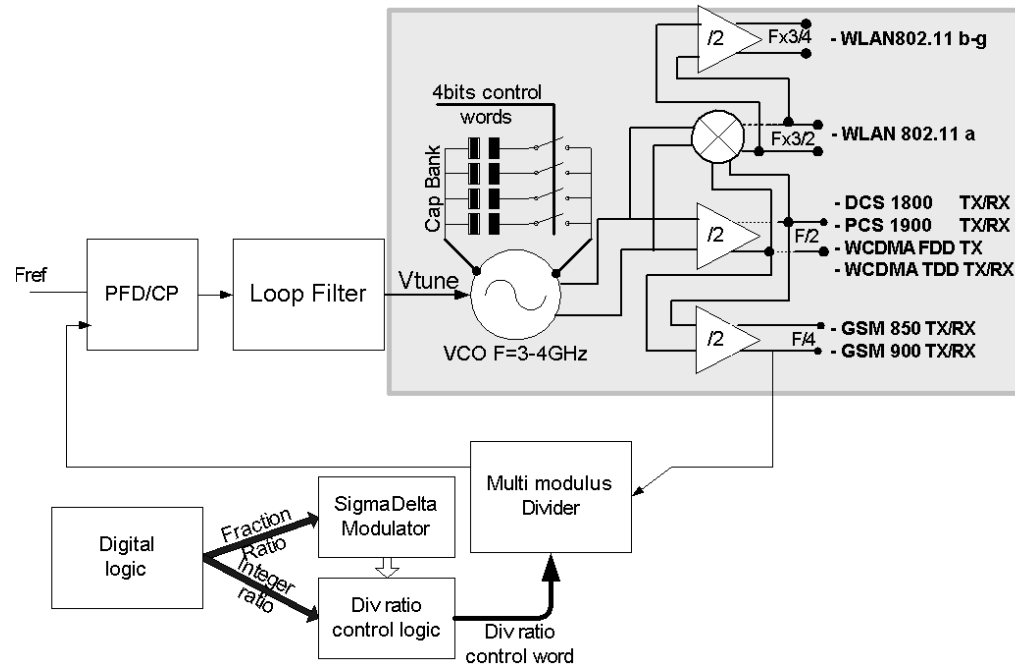 /2
Fx3/4
- WLAN802.11 b-g
4bits control
words
Cap Bank
Fx3/2
- WLAN 802.11 a
- DCS 1800 TX/RX
- PCS 1900 TX/RX
/2
F/2
- WCDMA FDD TX
- WCDMA TDD TX/RX
Fref
PFD/CP
Loop Filter
Vtune
VCO F=3-4GHz
/2
F/4
- GSM 850 TX/RX
- GSM 900 TX/RX
Multi modulus
Divider
SigmaDelta
Modulator
Fraction
Ratio
Digital
logic
Integer
ratio
Div ratio
control logic
Div ratio
control word